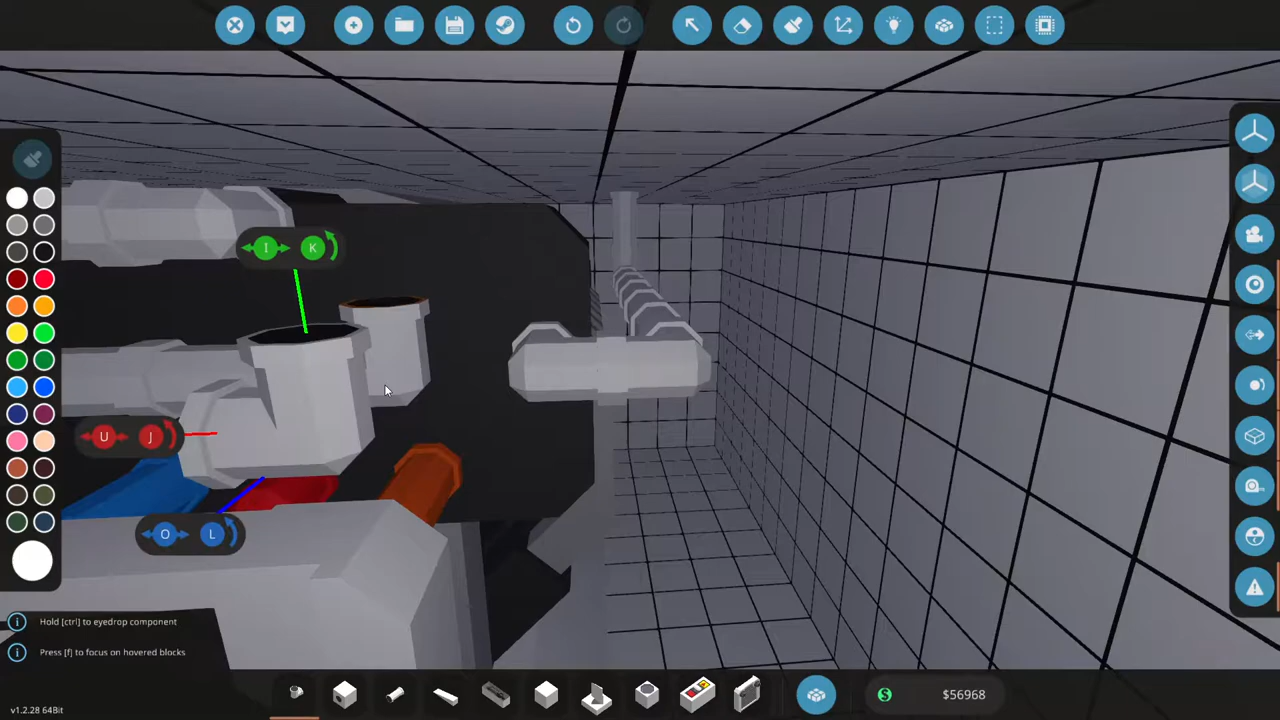 I K
U J
O L
Hold [ctrl] to eyedrop component
Press [f] to focus on hovered blocks
v1.2.28 64Bit
$ $56968